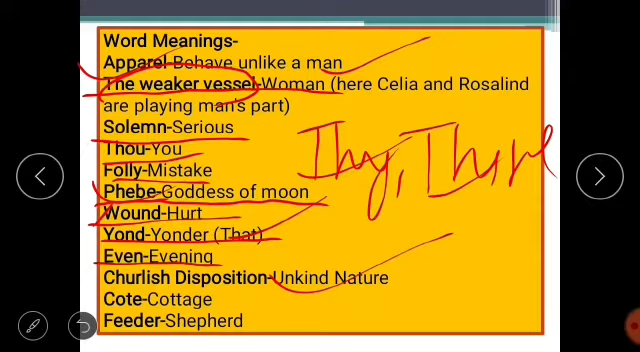 Word Meanings-
Apparel-Behave unlike a man
The weaker vessel-Woman (here Celia and Rosalind
are playing man's part)
Solemn-Serious
Thou-You
Folly-Mistake
Phebe-Goddess of moon
Wound-Hurt
Yond-Yonder (That)
Even-Evening
Churlish Disposition-Unkind Nature
Cote-Cottage
Feeder-Shepherd
Thy, Thine